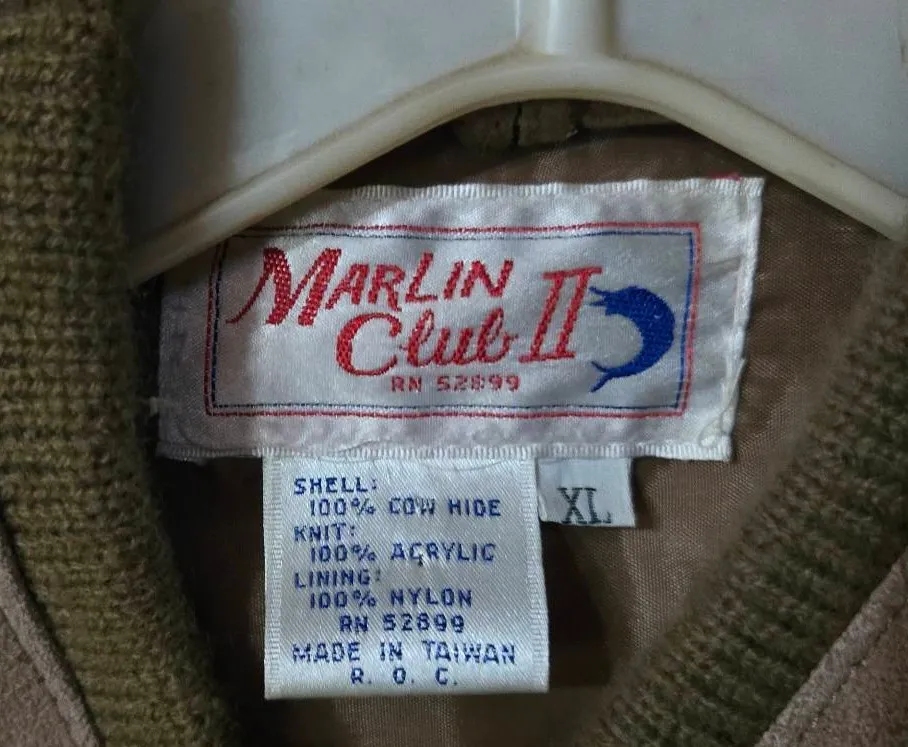 MARLIN
Club II
RN 52899
SHELL:
100% COW HIDE
KNIT:
100% ACRYLIC
LINING:
100% NYLON
RN 52899
MADE IN TAIWAN
R. O. C.
XL